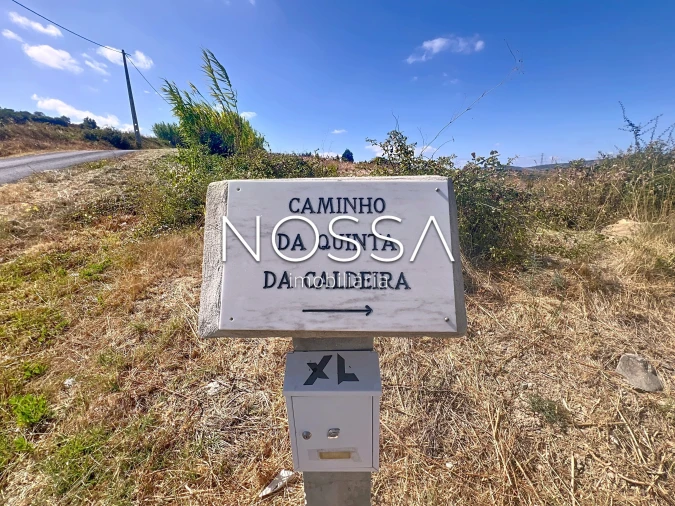 CAMINHO
DA QUINTA
DA CALDEIRA
NOSSA
imobiliária
XL